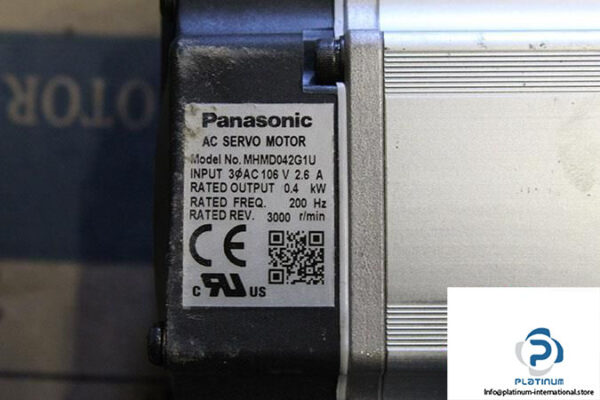 OTOR
Panasonic
AC SERVO MOTOR
Model No. MHMD042G1U
INPUT 3ϕAC 106 V 2.6 A
RATED OUTPUT 0.4 kW
RATED FREQ. 200 Hz
RATED REV. 3000 r/min
CE
c RU US
PLATINUM
Info@platinum-international.store